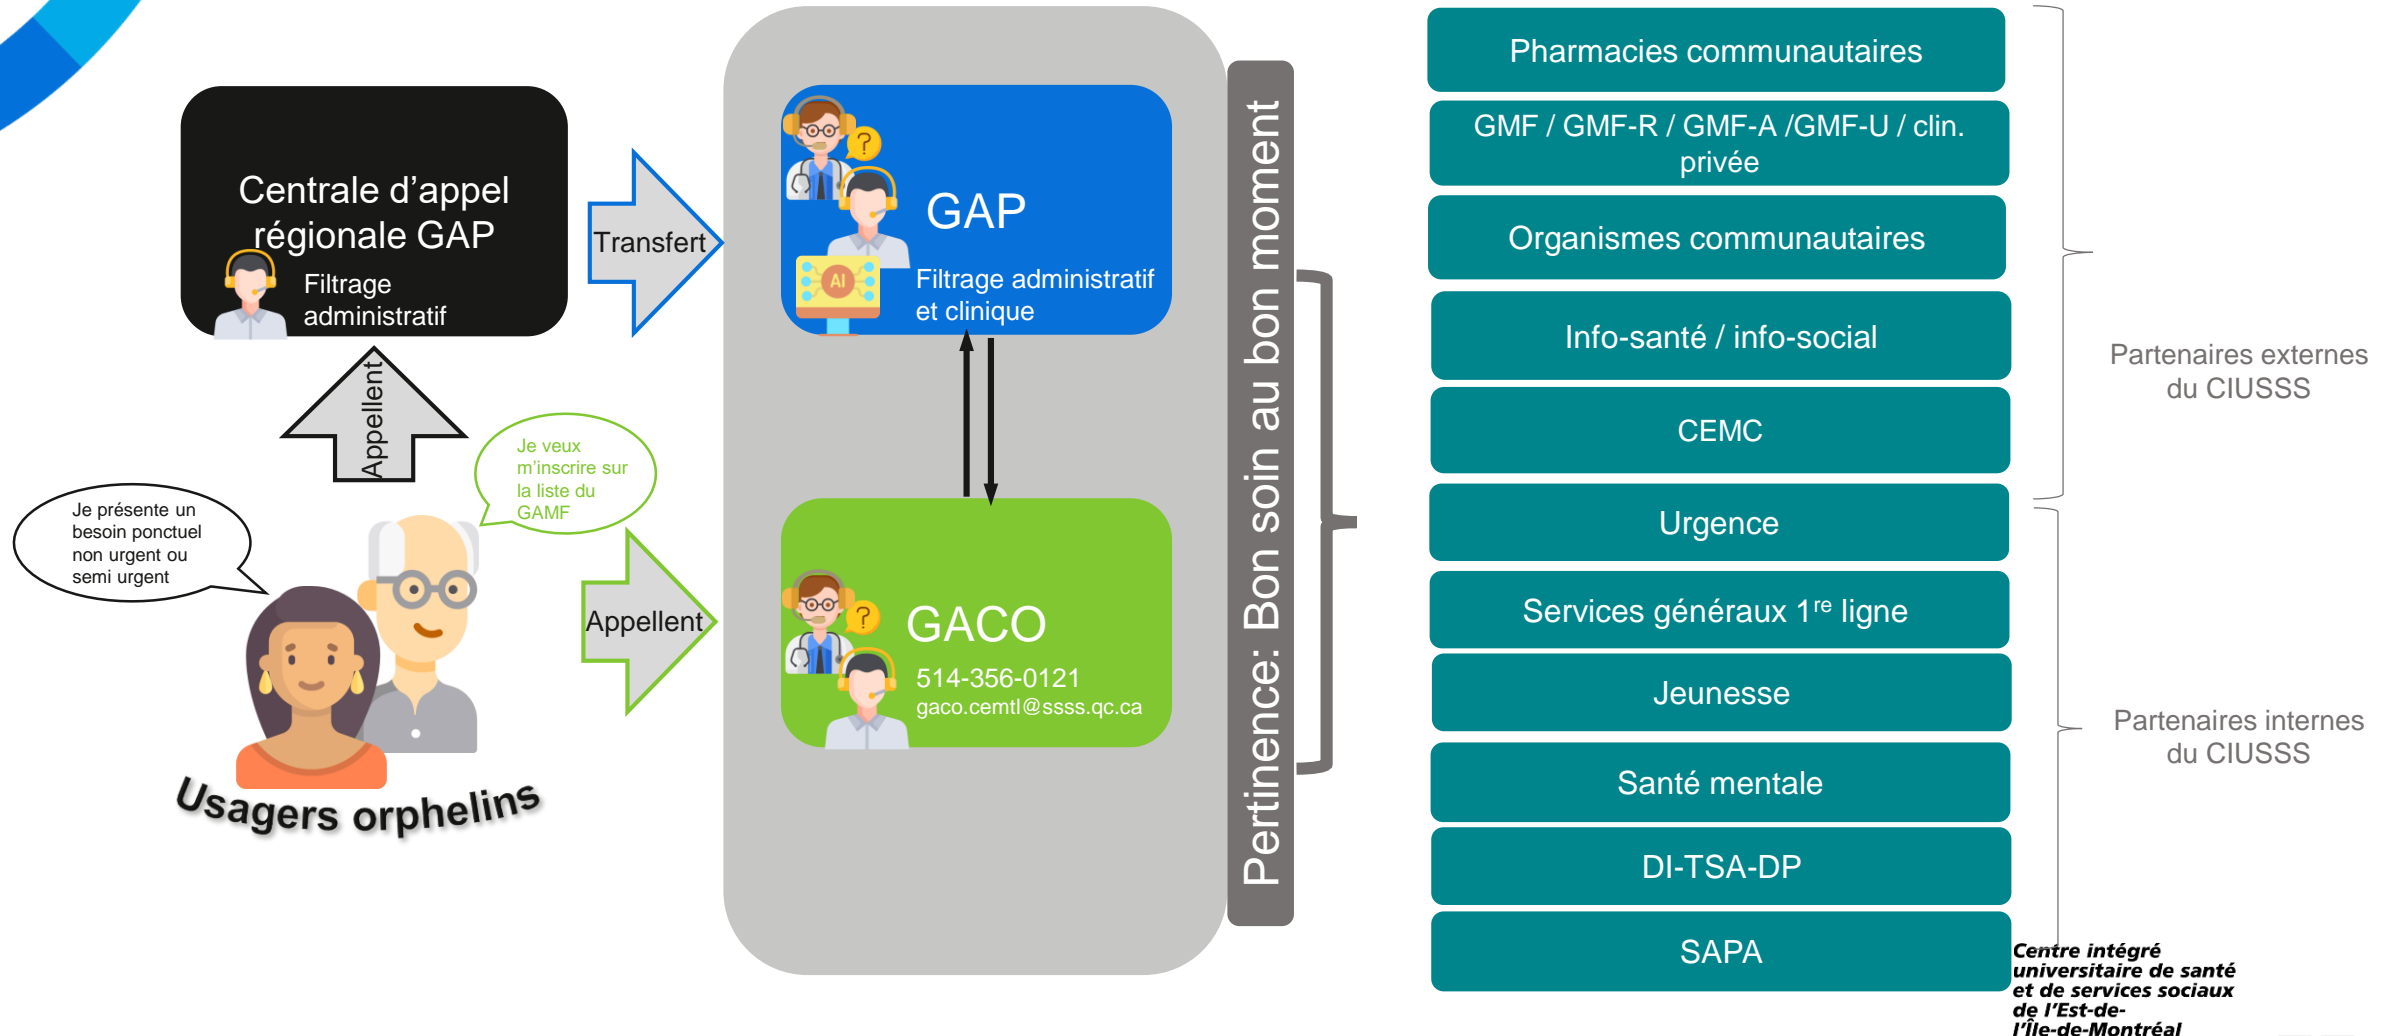 Centrale d’appel
régionale GAP
Filtrage
administratif
Appellent
Je présente un
besoin ponctuel
non urgent ou
semi urgent
Je veux
m’inscrire sur
la liste du
GAMF
Usagers orphelins
Transfert
Appellent
GAP
?
AI
Filtrage administratif
et clinique
GACO
?
514-356-0121
gaco.cemtl@ssss.qc.ca
Pertinence: Bon soin au bon moment
Pharmacies communautaires
GMF / GMF-R / GMF-A /GMF-U / clin.
privée
Organismes communautaires
Info-santé / info-social
CEMC
Urgence
Services généraux 1re ligne
Jeunesse
Santé mentale
DI-TSA-DP
SAPA
Partenaires externes
du CIUSSS
Partenaires internes
du CIUSSS
Centre intégré
universitaire de santé
et de services sociaux
de l’Est-de-
l’Île-de-Montréal